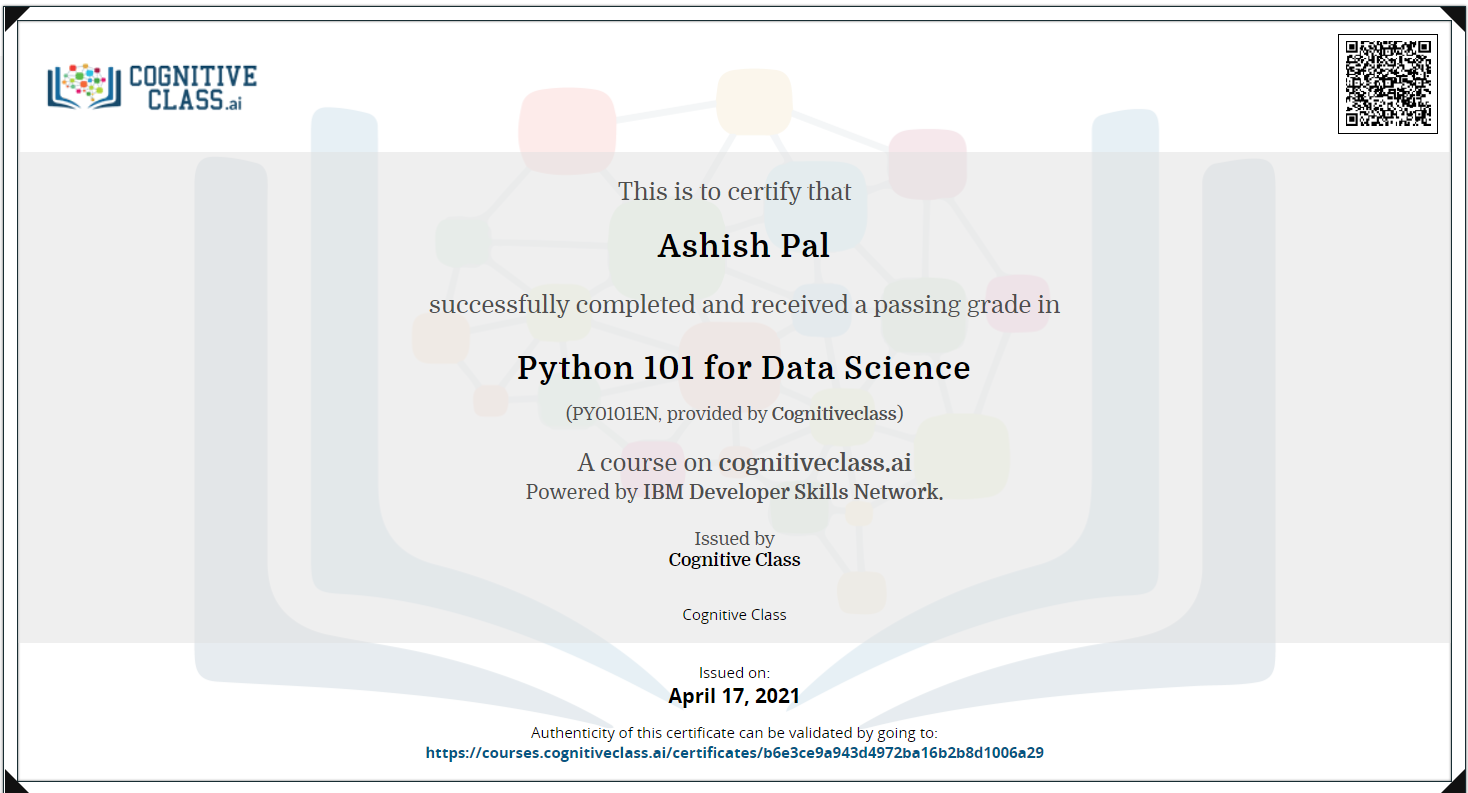 COGNITIVE
CLASS.ai
This is to certify that
Ashish Pal
successfully completed and received a passing grade in
Python 101 for Data Science
(PY0101EN, provided by Cognitiveclass)
A course on cognitiveclass.ai
Powered by IBM Developer Skills Network.
Issued by
Cognitive Class
Cognitive Class
Issued on:
April 17, 2021
Authenticity of this certificate can be validated by going to:
https://courses.cognitiveclass.ai/certificates/b6e3ce9a943d4972ba16b2b8d1006a29